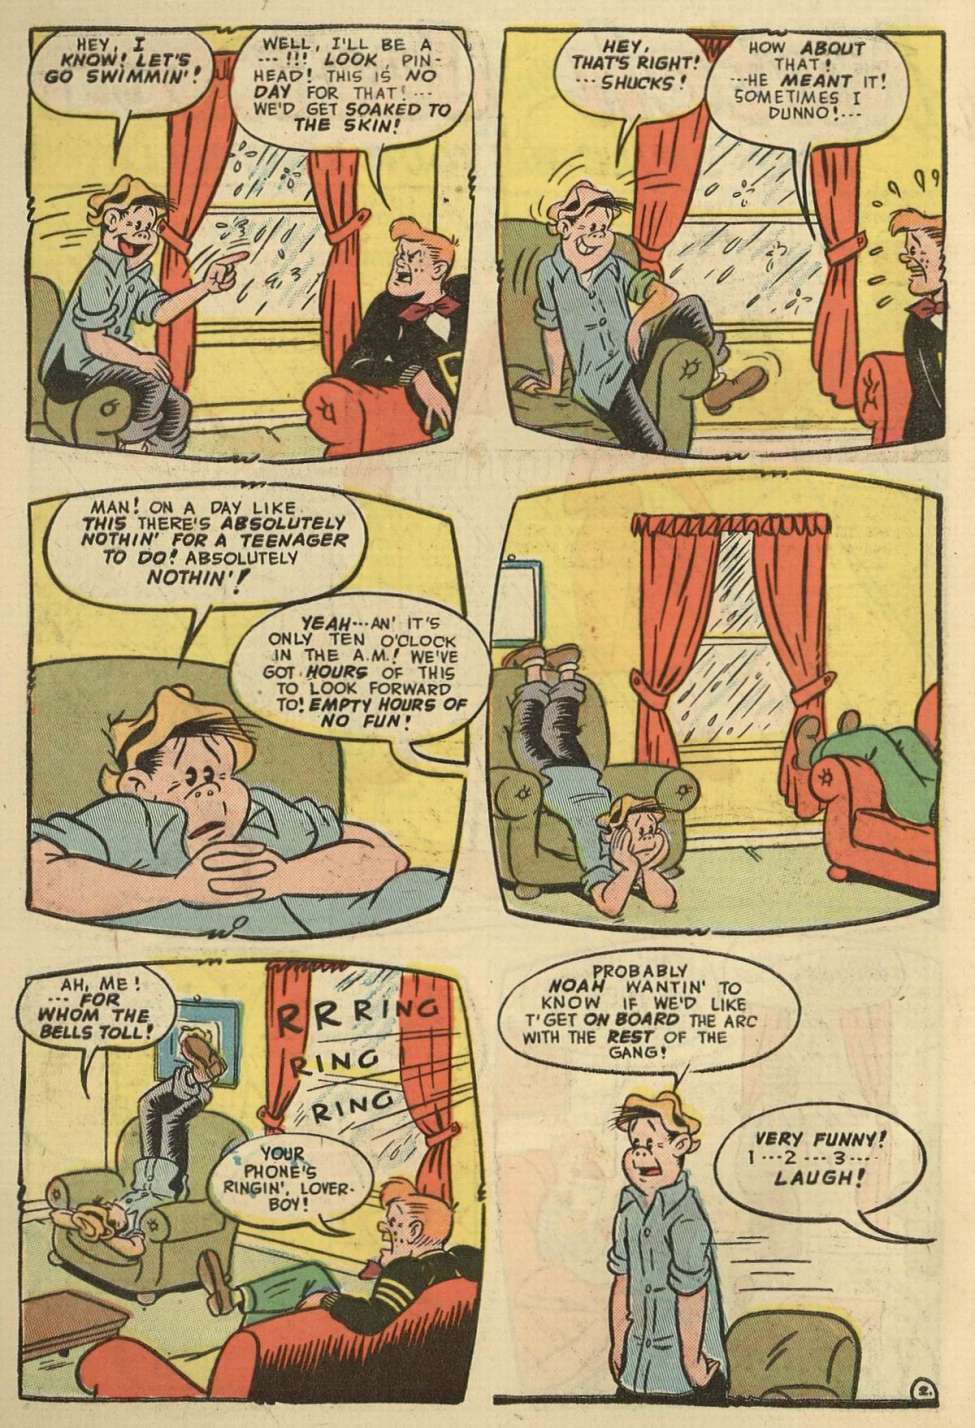 HEY, I
KNOW! LET'S
GO SWIMMIN'!
WELL, I'LL BE A
---!!! LOOK, PIN-
HEAD! THIS IS NO
DAY FOR THAT!---
WE'D GET SOAKED TO
THE SKIN!
HEY,
THAT'S RIGHT!
---SHUCKS!
HOW ABOUT
THAT!
---HE MEANT IT!
SOMETIMES I
DUNNO!---
MAN! ON A DAY LIKE
THIS THERE'S ABSOLUTELY
NOTHIN' FOR A TEENAGER
TO DO! ABSOLUTELY
NOTHIN'!
YEAH---AN' IT'S
ONLY TEN O'CLOCK
IN THE A.M.! WE'VE
GOT HOURS OF THIS
TO LOOK FORWARD
TO! EMPTY HOURS OF
NO FUN!
AH, ME!
--- FOR
WHOM THE
BELLS TOLL!
RRRING
RING
RING
YOUR
PHONE'S
RINGIN', LOVER-
BOY!
PROBABLY
NOAH WANTIN' TO
KNOW IF WE'D LIKE
T'GET ON BOARD THE ARC
WITH THE REST OF THE
GANG!
VERY FUNNY!
1---2---3---
LAUGH!
2.